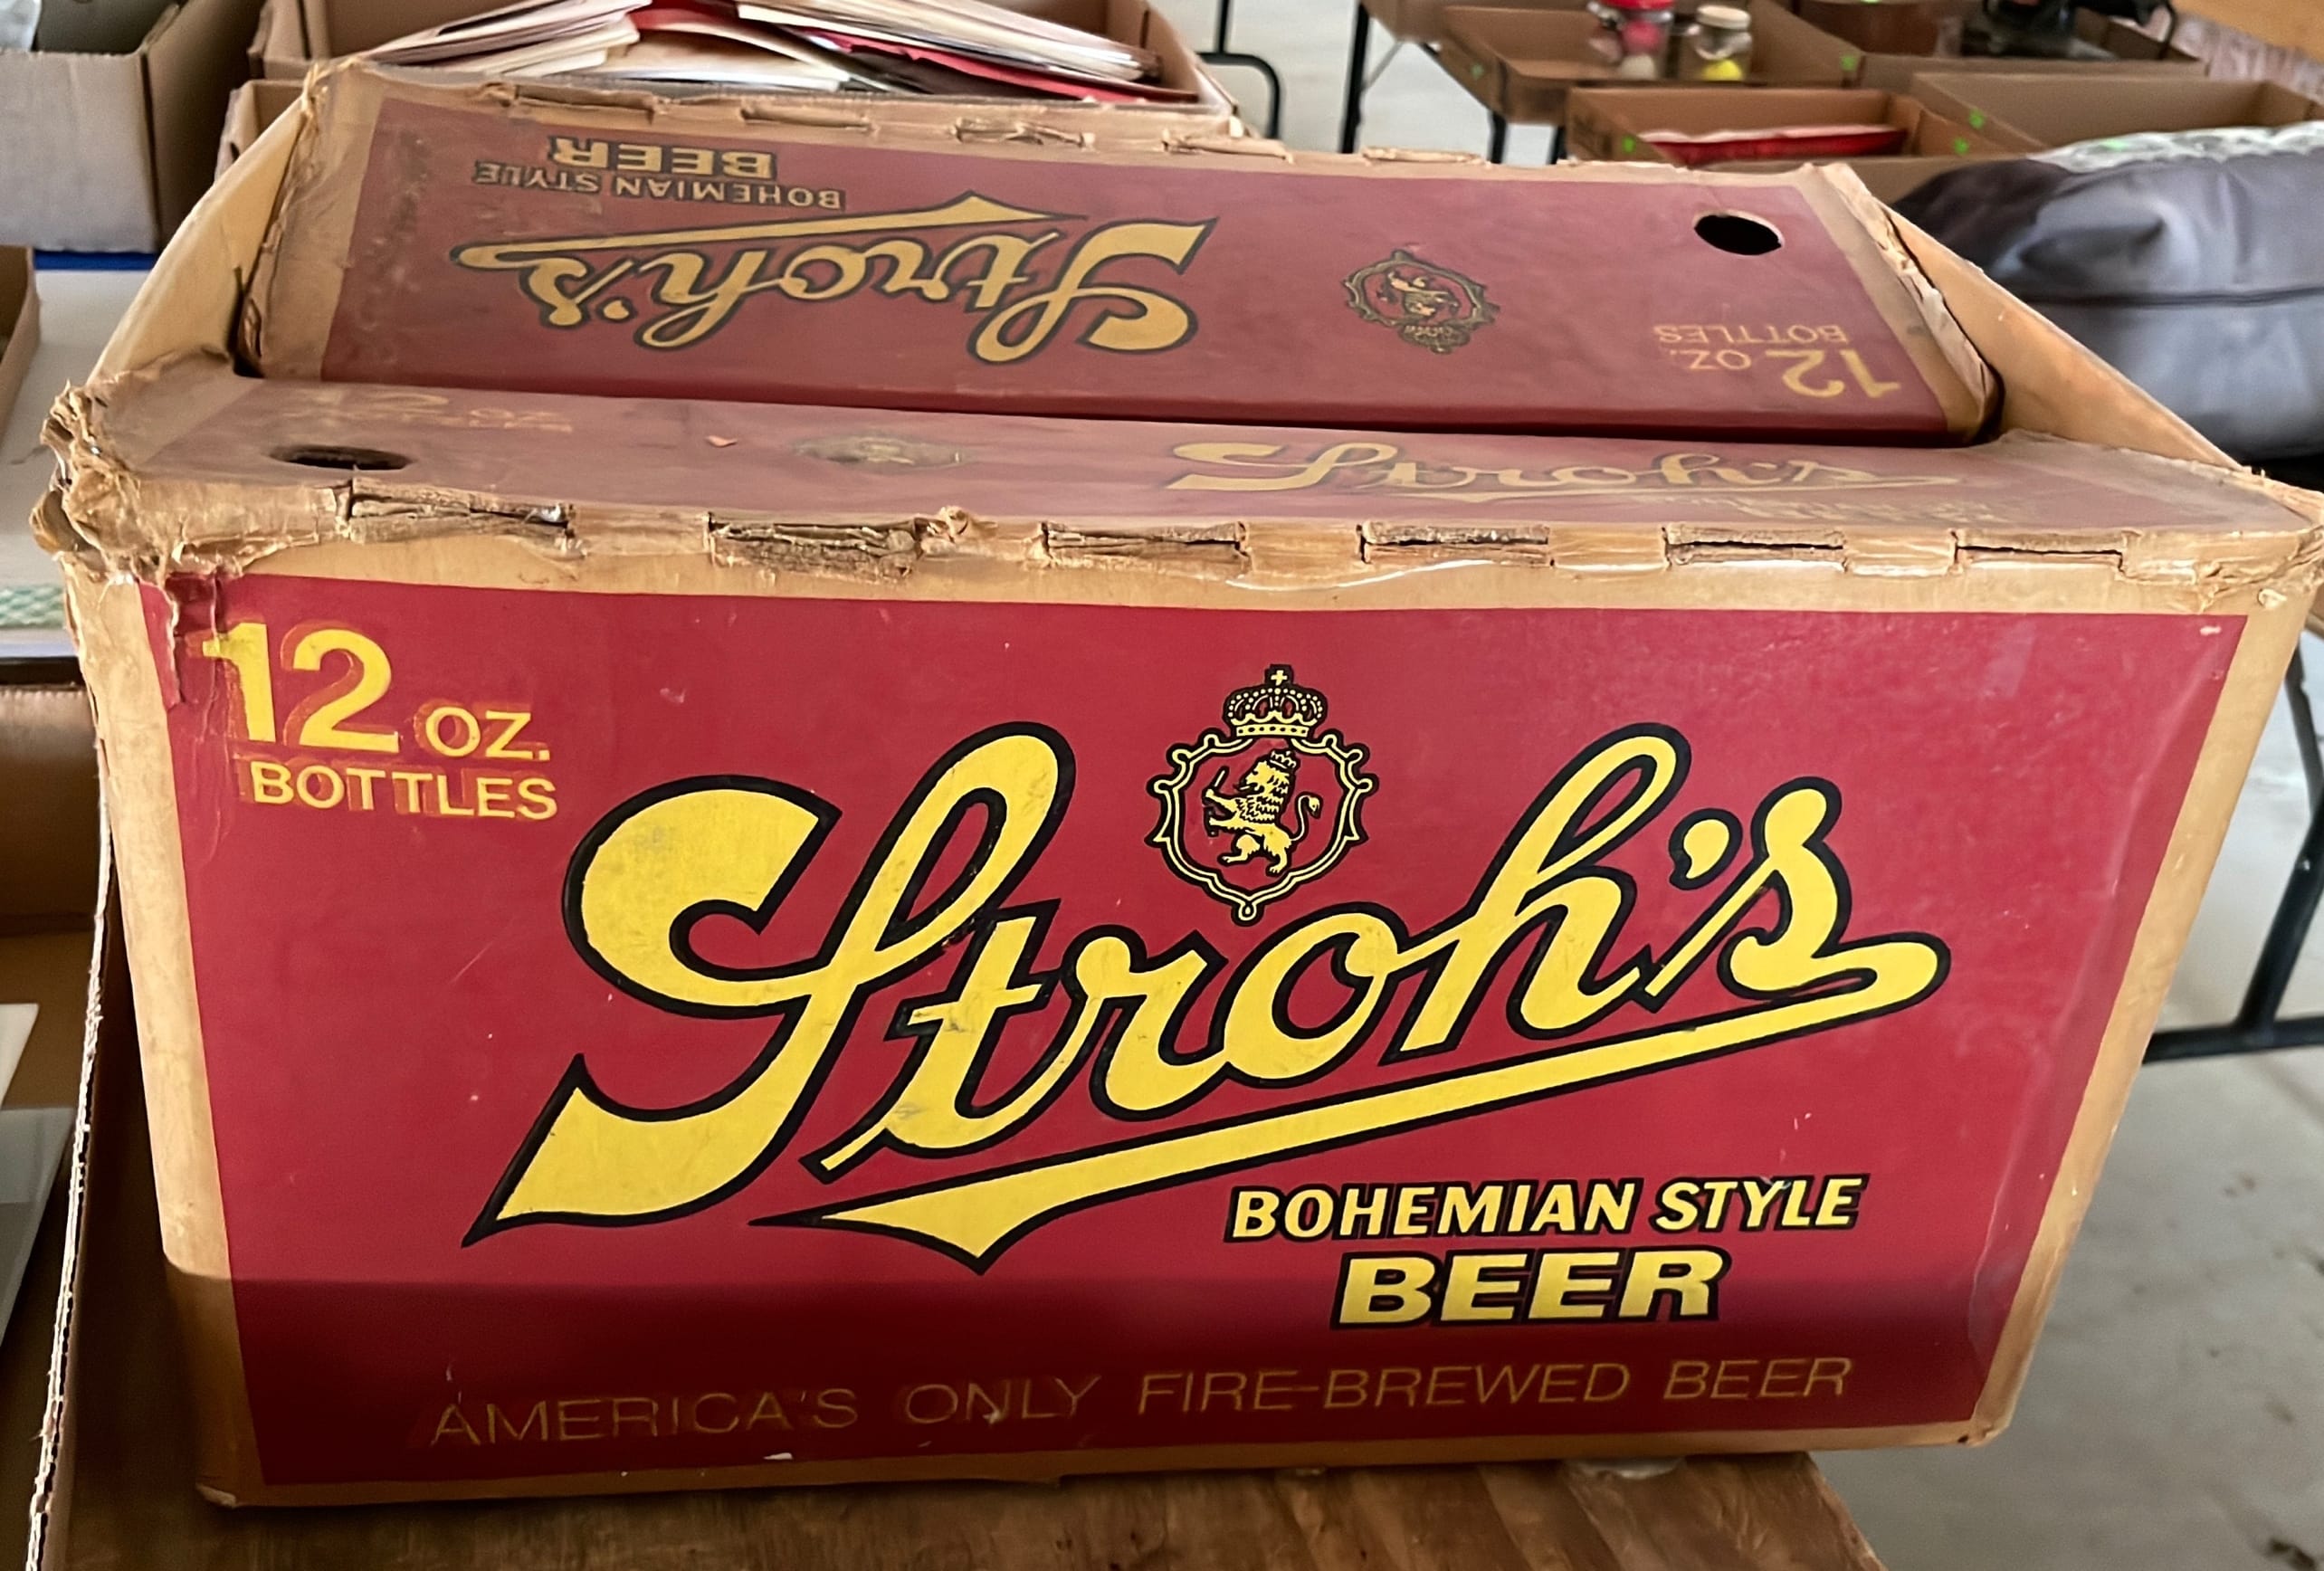 BOHEMIAN STYLE
BEER
Stroh's
12 OZ.
BOTTLES
Stroh's
12 OZ.
BOTTLES
Stroh's
BOHEMIAN STYLE
BEER
AMERICA'S ONLY FIRE-BREWED BEER